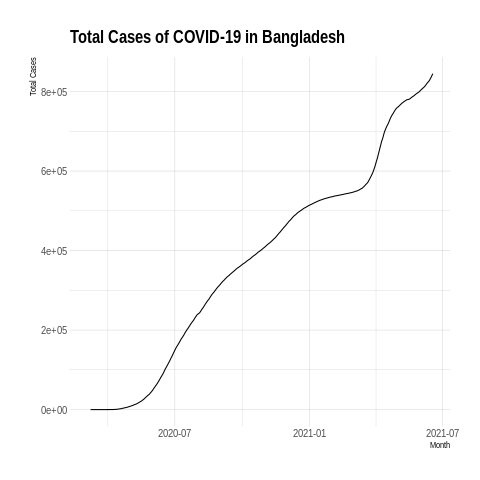 Total Cases of COVID-19 in Bangladesh
Total Cases
8e+05
6e+05
4e+05
2e+05
0e+00
2020-07
2021-01
2021-07
Month